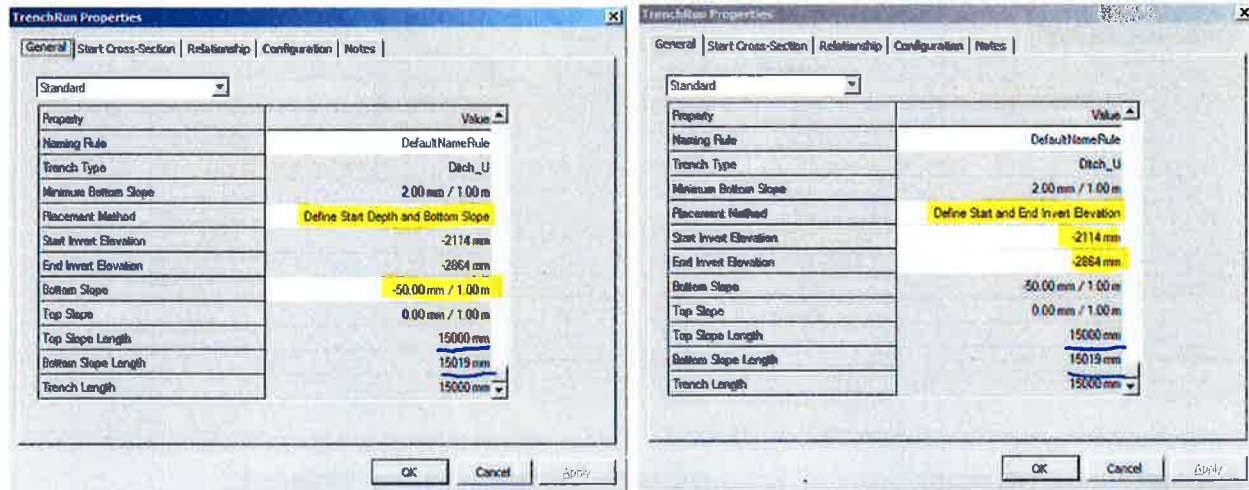 TrenchRun Properties
General Start Cross-Section Relationship Configuration Notes
Standard
Property Value
Naming Rule DefaultNameRule
Trench Type Ditch_U
Minimum Bottom Slope 2.00 mm / 1.00 m
Placement Method Define Start Depth and Bottom Slope
Start Invert Elevation -2114 mm
End Invert Elevation -2864 mm
Bottom Slope -50.00 mm / 1.00 m
Top Slope 0.00 mm / 1.00 m
Top Slope Length 15000 mm
Bottom Slope Length 15019 mm
Trench Length 15000 mm
OK Cancel Apply
TrenchRun Properties
General Start Cross-Section Relationship Configuration Notes
Standard
Property Value
Naming Rule DefaultNameRule
Trench Type Ditch_U
Minimum Bottom Slope 2.00 mm / 1.00 m
Placement Method Define Start and End Invert Elevation
Start Invert Elevation -2114 mm
End Invert Elevation -2864 mm
Bottom Slope -50.00 mm / 1.00 m
Top Slope 0.00 mm / 1.00 m
Top Slope Length 15000 mm
Bottom Slope Length 15019 mm
Trench Length 15000 mm
OK Cancel Apply